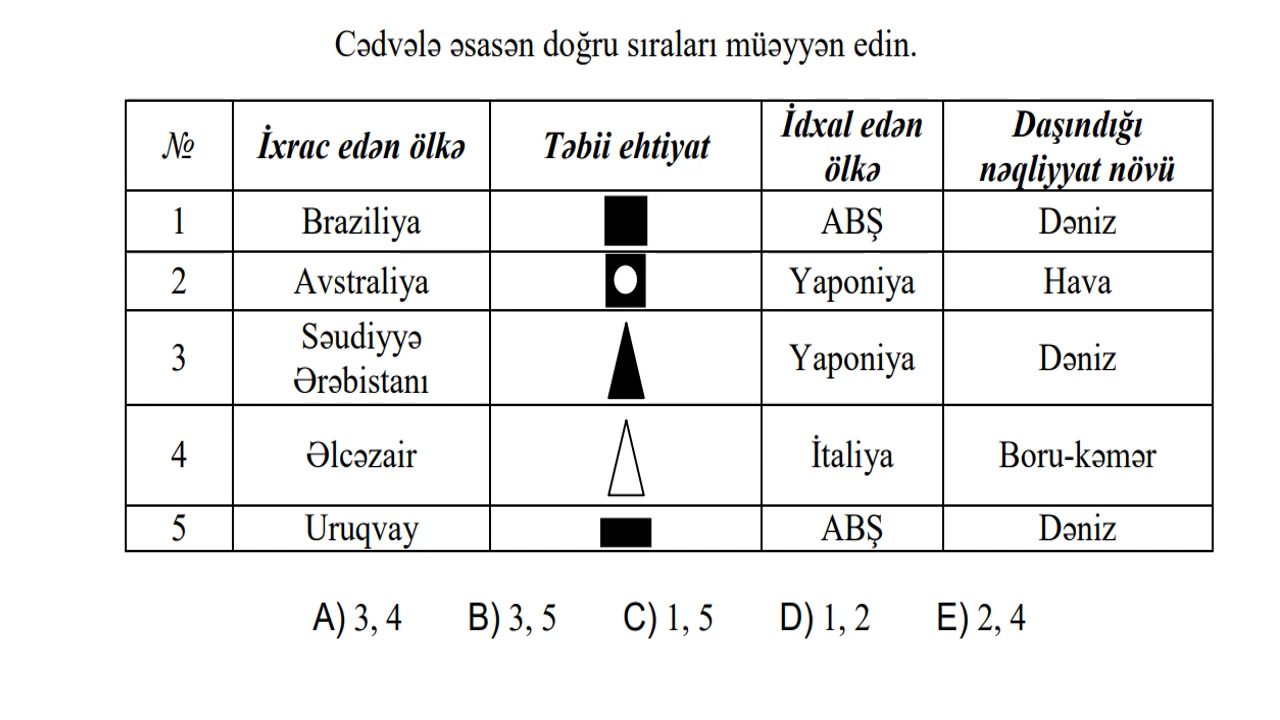 Cədvələ əsasən doğru sıraları müəyyən edin.
№ İxrac edən ölkə Təbii ehtiyat İdxal edən ölkə Daşındığı nəqliyyat növü
1 Braziliya ABŞ Dəniz
2 Avstraliya Yaponiya Hava
3 Səudiyyə Ərəbistanı Yaponiya Dəniz
4 Əlcəzair İtaliya Boru-kəmər
5 Uruqvay ABŞ Dəniz
A) 3, 4 B) 3, 5 C) 1, 5 D) 1, 2 E) 2, 4